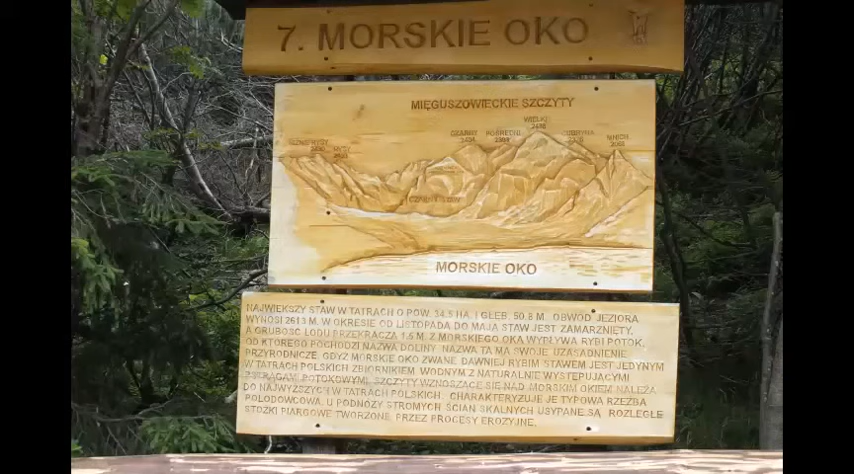 7. MORSKIE OKO
MIĘGUSZOWIECKIE SZCZYTY
WIELKI
2438
CZARNY POŚREDNI MNICH
RYSY
MORSKIE OKO
NAJWIĘKSZY STAW W TATRACH O POW. 34.5 HA. I GŁĘB. 50.8 M. OBWÓD JEZIORA
WYNOSI 2613 M. W OKRESIE OD LISTOPADA DO MAJA STAW JEST ZAMARZNIĘTY,
A GRUBOŚĆ LODU PRZEKRACZA 1.5 M. Z MORSKIEGO OKA WYPŁYWA RYBI POTOK,
OD KTÓREGO POCHODZI NAZWA DOLINY. NAZWA TA MA SWOJE UZASADNIENIE
PRZYRODNICZE, GDYŻ MORSKIE OKO ZWANE DAWNIEJ RYBIM STAWEM JEST JEDYNYM
W TATRACH POLSKICH ZBIORNIKIEM WODNYM Z NATURALNIE WYSTĘPUJĄCYMI
PSTRĄGAMI POTOKOWYMI. SZCZYTY WZNOSZĄCE SIĘ NAD MORSKIM OKIEM NALEŻĄ
DO NAJWYŻSZYCH W TATRACH POLSKICH. CHARAKTERYZUJE JE TYPOWA RZEŹBA
POLODOWCOWA. U PODNÓŻY STROMYCH ŚCIAN SKALNYCH USYPANE SĄ ROZLEGŁE
STOŻKI PIARGOWE TWORZONE PRZEZ PROCESY EROZYJNE.